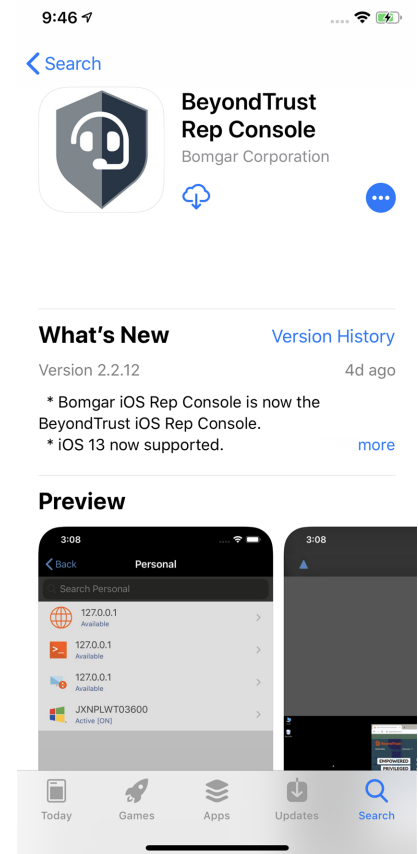 9:46
Search
BeyondTrust
Rep Console
Bomgar Corporation
What's New
Version History
Version 2.2.12
4d ago
* Bomgar iOS Rep Console is now the
BeyondTrust iOS Rep Console.
* iOS 13 now supported.
more
Preview
3:08
Back
Personal
Search Personal
127.0.0.1
Available
127.0.0.1
Available
127.0.0.1
Available
JXNPLWT03600
Active [ON]
3:08
EMPOWERED
PRIVILEGED
Today
Games
Apps
Updates
Search